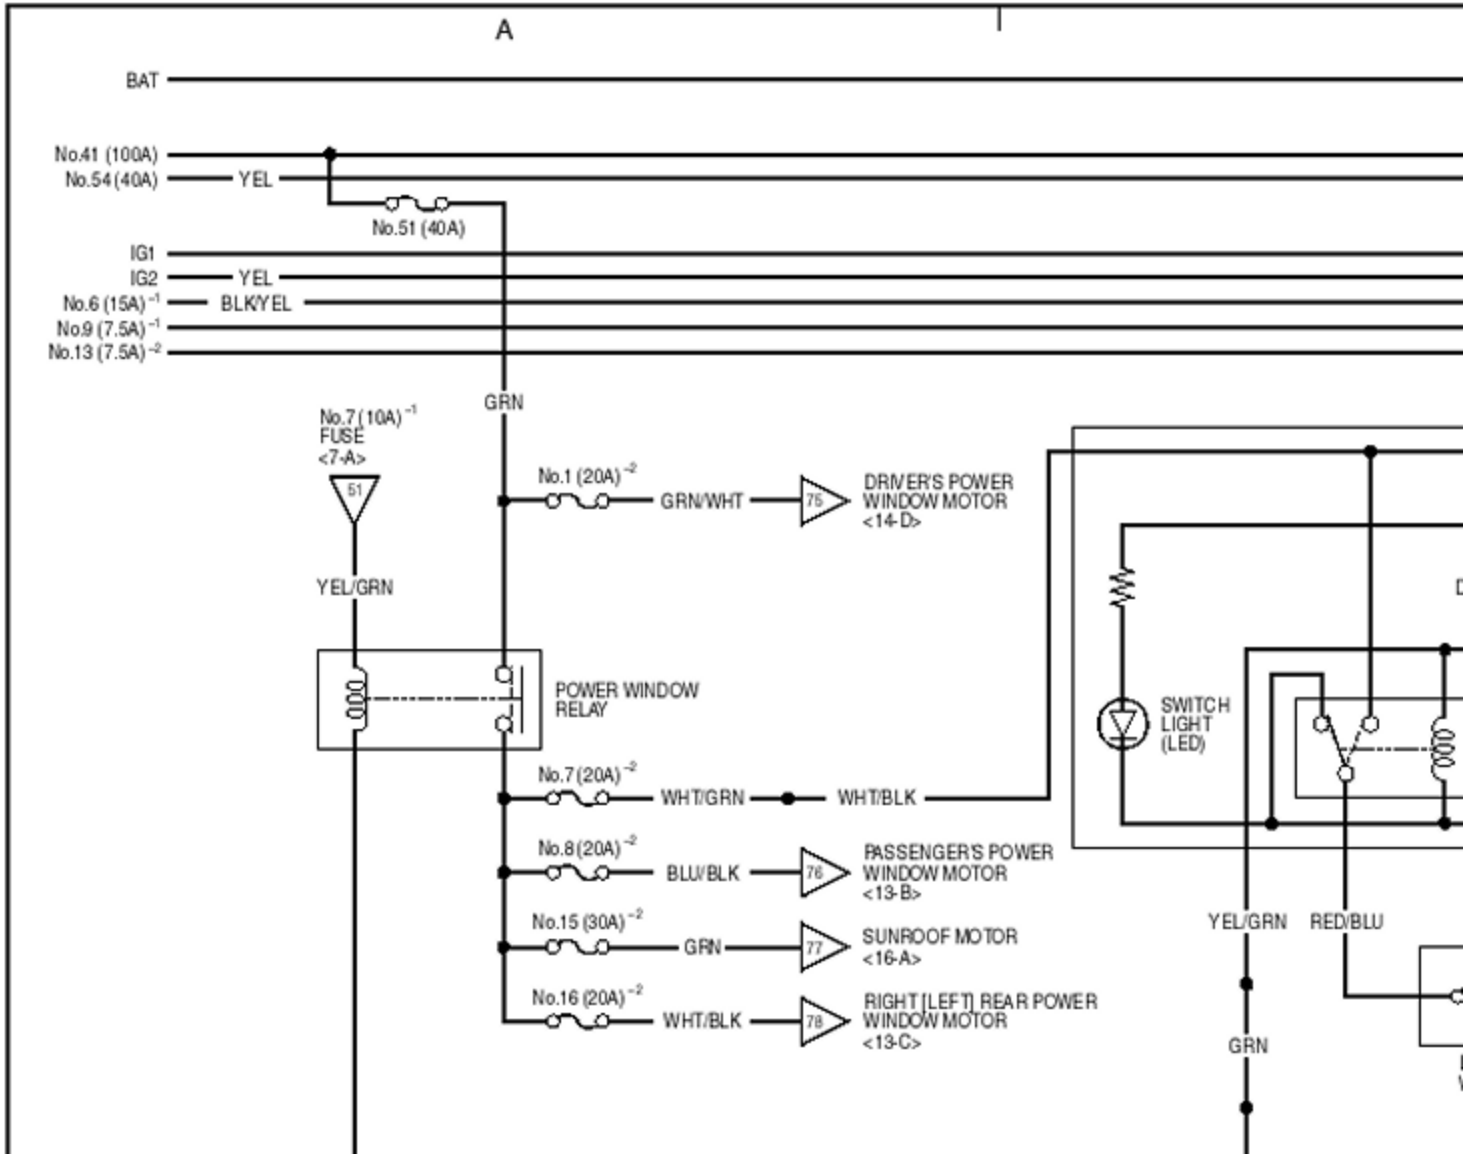 A
BAT
No.41 (100A)
No.54 (40A)
YEL
No.51 (40A)
IG1
IG2
YEL
No.6 (15A) -1
BLK/YEL
No.9 (7.5A) -1
No.13 (7.5A) -2
GRN
No.7 (10A) -1
FUSE
<7-A>
51
YEL/GRN
No.1 (20A) -2
GRN/WHT
75
DRIVER'S POWER
WINDOW MOTOR
<14-D>
POWER WINDOW
RELAY
SWITCH
LIGHT
(LED)
No.7 (20A) -2
WHT/GRN
WHT/BLK
No.8 (20A) -2
BLU/BLK
76
PASSENGER'S POWER
WINDOW MOTOR
<13-B>
No.15 (30A) -2
GRN
77
SUNROOF MOTOR
<16-A>
No.16 (20A) -2
WHT/BLK
78
RIGHT [LEFT] REAR POWER
WINDOW MOTOR
<13-C>
YEL/GRN
RED/BLU
GRN